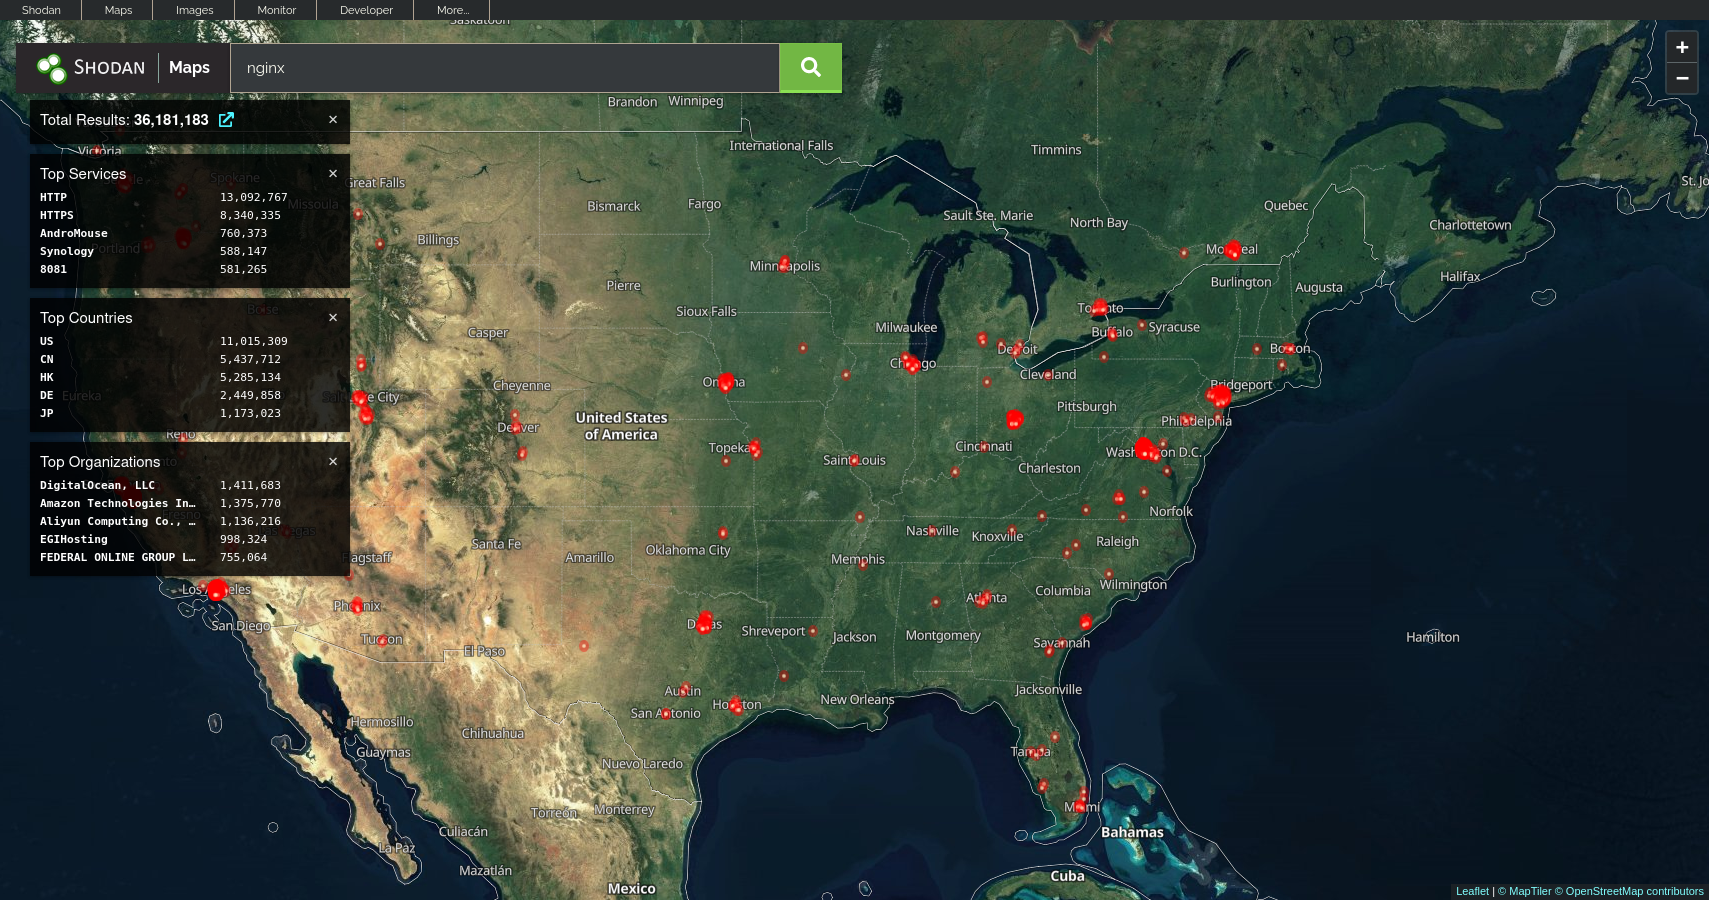 Shodan Maps Images Monitor Developer More...
Saskatoon
SHODAN Maps nginx
+
−
Brandon Winnipeg
Total Results: 36,181,183 ×
Victoria
International Falls
Timmins
Top Services ×
HTTP 13,092,767
HTTPS 8,340,335
AndroMouse 760,373
Synology 588,147
8081 581,265
Spokane
Missoula
Portland
Great Falls
St. Jo
Bismarck
Fargo
Sault Ste. Marie
North Bay
Quebec
Charlottetown
Billings
Montreal
Minneapolis
Halifax
Burlington
Augusta
Pierre
Boise
Sioux Falls
Toronto
Top Countries ×
US 11,015,309
CN 5,437,712
HK 5,285,134
DE 2,449,858
JP 1,173,023
Casper
Milwaukee
Buffalo
Syracuse
Detroit
Boston
Chicago
Cleveland
Omaha
Cheyenne
Bridgeport
Eureka
Salt Lake City
Pittsburgh
United States
of America
Denver
Philadelphia
Reno
Topeka
Cincinnati
Washington D.C.
Saint Louis
Charleston
Top Organizations ×
DigitalOcean, LLC 1,411,683
Amazon Technologies In… 1,375,770
Aliyun Computing Co., … 1,136,216
EGIHosting 998,324
FEDERAL ONLINE GROUP L… 755,064
Fresno
Norfolk
Nashville
Knoxville
Raleigh
Santa Fe
Amarillo
Oklahoma City
Flagstaff
Memphis
Los Angeles
Wilmington
Columbia
Atlanta
Phoenix
San Diego
Dallas
Shreveport
Jackson
Montgomery
Hamilton
Tucson
El Paso
Savannah
Austin
Jacksonville
New Orleans
Houston
San Antonio
Hermosillo
Chihuahua
Guaymas
Tampa
Nuevo Laredo
Miami
Torreón
Monterrey
Culiacán
Bahamas
La Paz
Mazatlán
Cuba
Mexico
Leaflet | © MapTiler © OpenStreetMap contributors